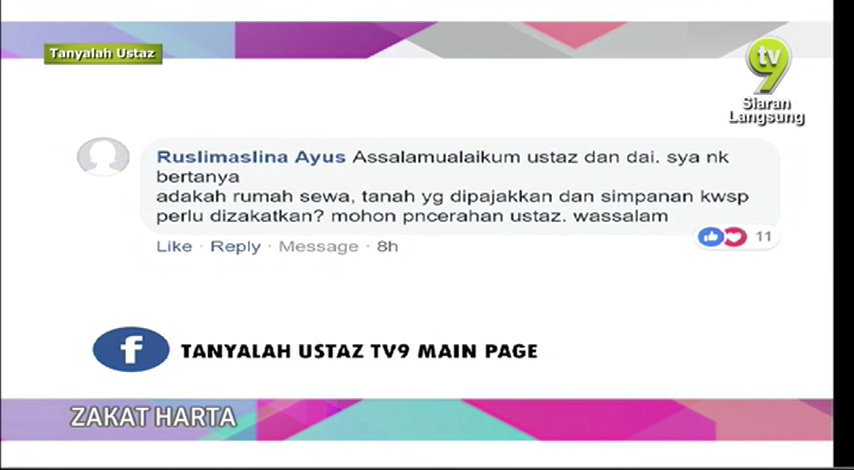 Tanyalah Ustaz
tv
9
Siaran
Langsung
Ruslimaslina Ayus Assalamualaikum ustaz dan dai. sya nk
bertanya
adakah rumah sewa, tanah yg dipajakkan dan simpanan kwsp
perlu dizakatkan? mohon pncerahan ustaz. wassalam
11
Like · Reply · Message · 8h
f TANYALAH USTAZ TV9 MAIN PAGE
ZAKAT HARTA